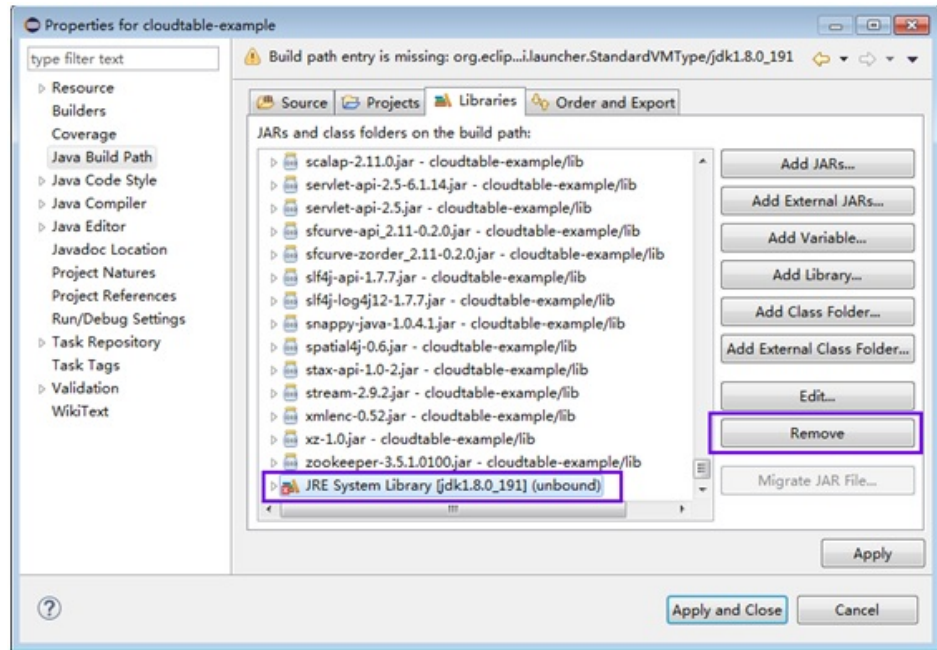 Properties for cloudtable-example
type filter text
Build path entry is missing: org.eclip...i.launcher.StandardVMType/jdk1.8.0_191
Resource
Builders
Coverage
Java Build Path
Java Code Style
Java Compiler
Java Editor
Javadoc Location
Project Natures
Project References
Run/Debug Settings
Task Repository
Task Tags
Validation
WikiText
Source Projects Libraries Order and Export
JARs and class folders on the build path:
scalap-2.11.0.jar - cloudtable-example/lib
servlet-api-2.5-6.1.14.jar - cloudtable-example/lib
servlet-api-2.5.jar - cloudtable-example/lib
sfcurve-api_2.11-0.2.0.jar - cloudtable-example/lib
sfcurve-zorder_2.11-0.2.0.jar - cloudtable-example/lib
slf4j-api-1.7.7.jar - cloudtable-example/lib
slf4j-log4j12-1.7.7.jar - cloudtable-example/lib
snappy-java-1.0.4.1.jar - cloudtable-example/lib
spatial4j-0.6.jar - cloudtable-example/lib
stax-api-1.0-2.jar - cloudtable-example/lib
stream-2.9.2.jar - cloudtable-example/lib
xmlenc-0.52.jar - cloudtable-example/lib
xz-1.0.jar - cloudtable-example/lib
zookeeper-3.5.1.0100.jar - cloudtable-example/lib
JRE System Library [jdk1.8.0_191] (unbound)
Add JARs...
Add External JARs...
Add Variable...
Add Library...
Add Class Folder...
Add External Class Folder...
Edit...
Remove
Migrate JAR File...
Apply
Apply and Close Cancel